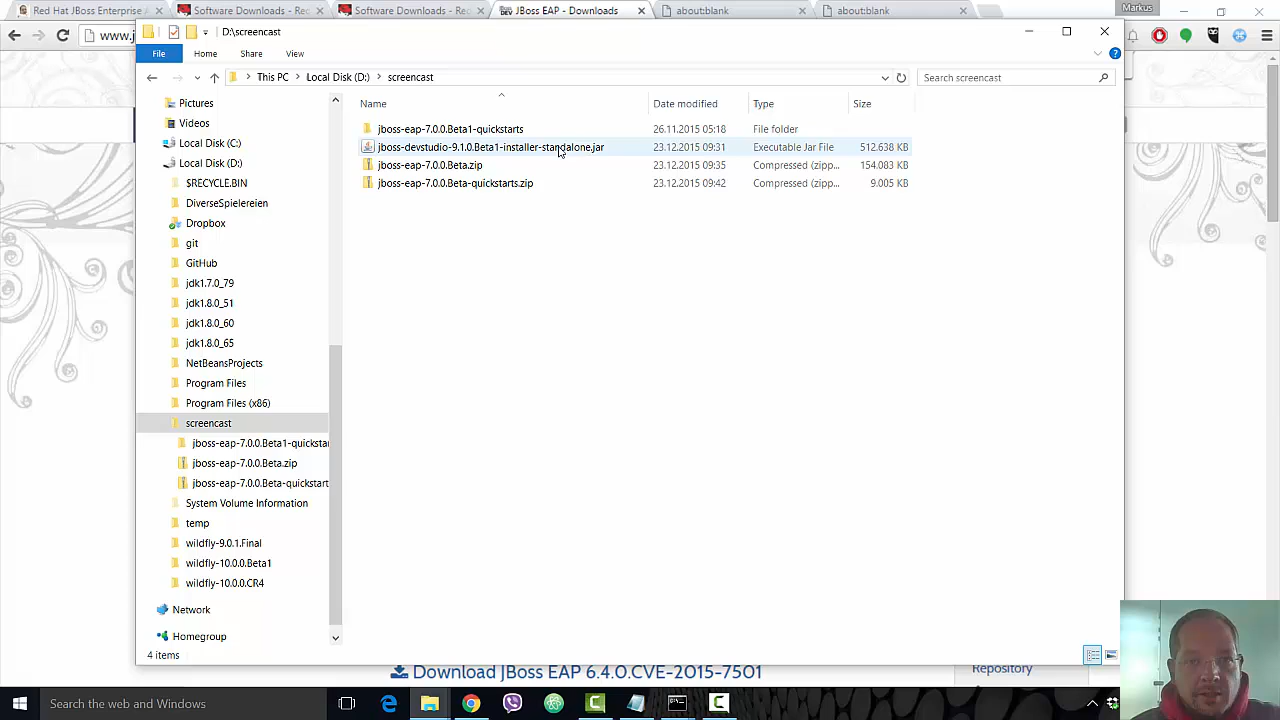 Red Hat JBoss Enterprise A
Software Downloads - Red
Software Downloads - Red
JBoss EAP - Downloads
about:blank
about:blank
Markus
www.j
D:\screencast
File
Home
Share
View
This PC
Local Disk (D:)
screencast
Search screencast
Pictures
Videos
Local Disk (C:)
Local Disk (D:)
$RECYCLE.BIN
DiverseSpielereien
Dropbox
git
GitHub
jdk1.7.0_79
jdk1.8.0_51
jdk1.8.0_60
jdk1.8.0_65
NetBeansProjects
Program Files
Program Files (x86)
screencast
jboss-eap-7.0.0.Beta1-quickstar
jboss-eap-7.0.0.Beta.zip
jboss-eap-7.0.0.Beta-quickstart
System Volume Information
temp
wildfly-9.0.1.Final
wildfly-10.0.0.Beta1
wildfly-10.0.0.CR4
Network
Homegroup
Name Date modified Type Size
jboss-eap-7.0.0.Beta1-quickstarts 26.11.2015 05:18 File folder
jboss-devstudio-9.1.0.Beta1-installer-standalone.jar 23.12.2015 09:31 Executable Jar File 512.638 KB
jboss-eap-7.0.0.Beta.zip 23.12.2015 09:35 Compressed (zipp... 154.083 KB
jboss-eap-7.0.0.Beta-quickstarts.zip 23.12.2015 09:42 Compressed (zipp... 9.005 KB
4 items
Download JBoss EAP 6.4.0.CVE-2015-7501
Repository
Search the web and Windows